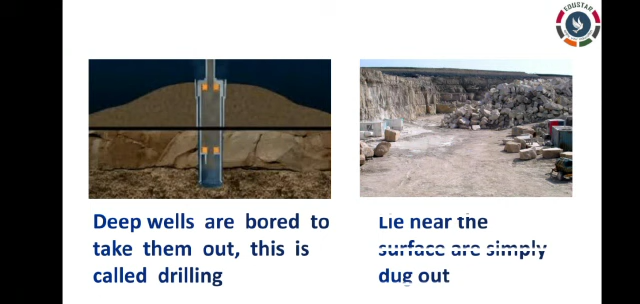 EDUSTAR
Deep wells are bored to
take them out, this is
called drilling
Lie near the
surface are simply
dug out